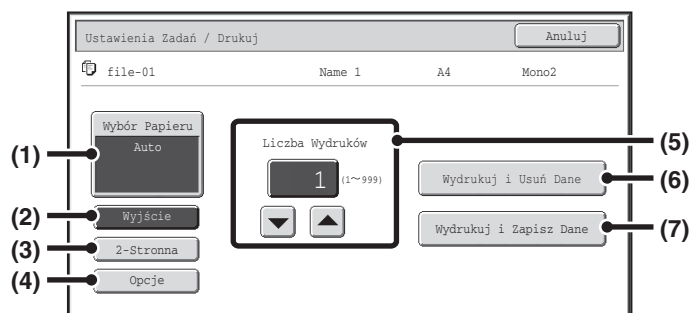 Ustawienia Zadań / Drukuj
Anuluj
file-01 Name 1 A4 Mono2
Wybór Papieru
Auto
(1)
Liczba Wydruków
1 (1~999)
(5)
Wydrukuj i Usuń Dane
(6)
(2) Wyjście
Wydrukuj i Zapisz Dane
(7)
(3) 2-Stronna
(4) Opcje